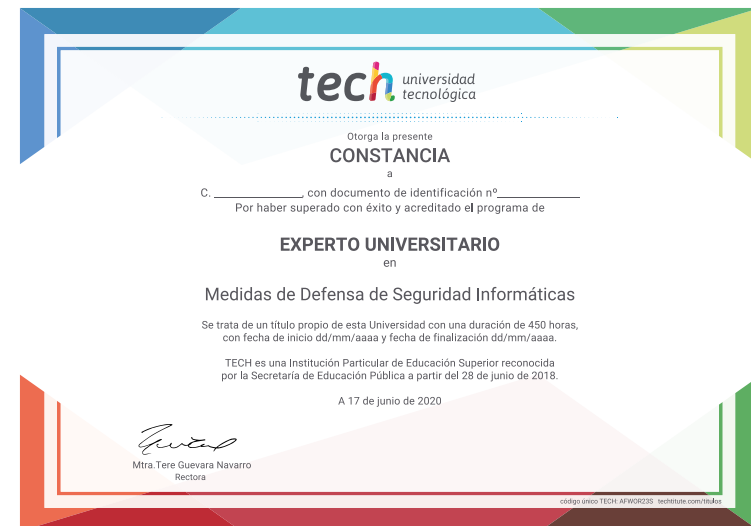 tech universidad
tecnológica
Otorga la presente
CONSTANCIA
a
C. ________________, con documento de identificación nº______________
Por haber superado con éxito y acreditado el programa de
EXPERTO UNIVERSITARIO
en
Medidas de Defensa de Seguridad Informáticas
Se trata de un título propio de esta Universidad con una duración de 450 horas,
con fecha de inicio dd/mm/aaaa y fecha de finalización dd/mm/aaaa.
TECH es una Institución Particular de Educación Superior reconocida
por la Secretaría de Educación Pública a partir del 28 de junio de 2018.
A 17 de junio de 2020
Mtra.Tere Guevara Navarro
Rectora
código único TECH: AFWOR23S techtitute.com/titulos